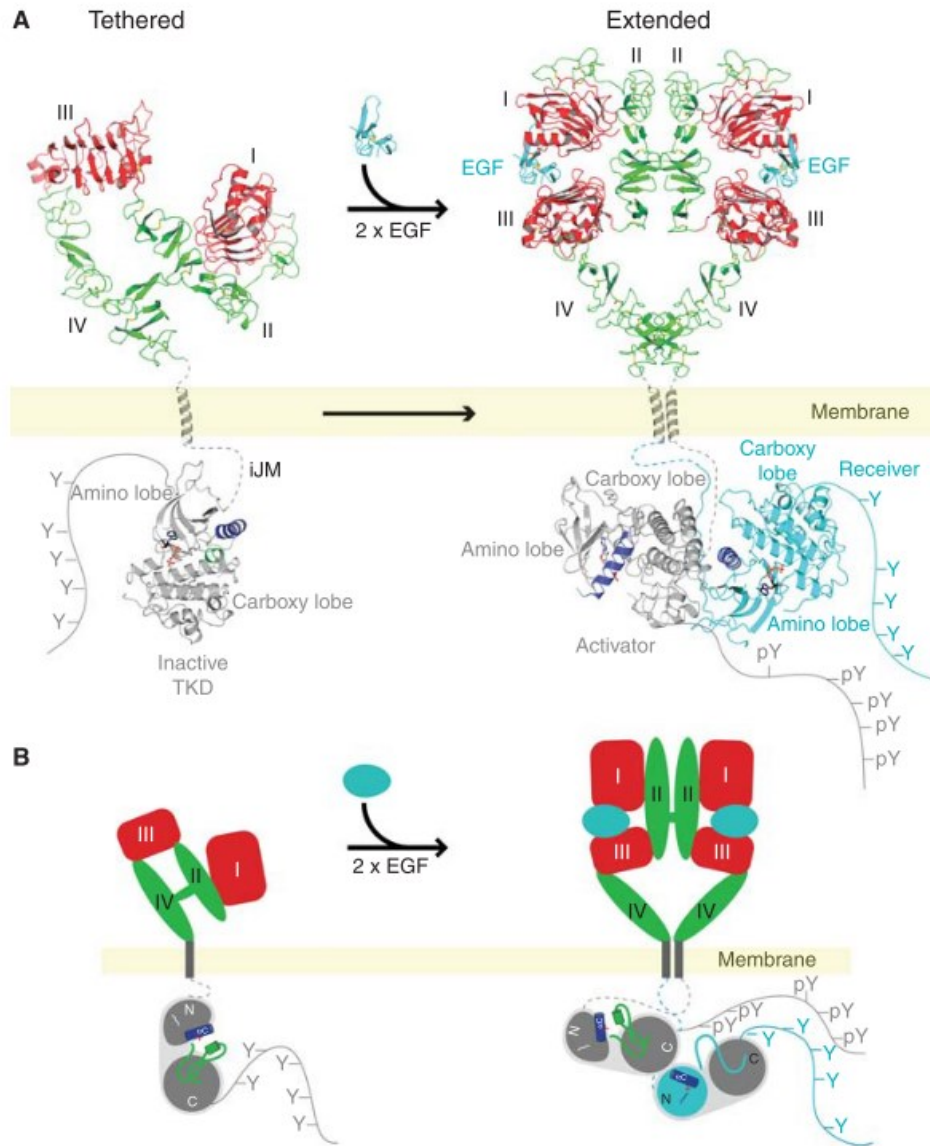 A
Tethered
Extended
III
I
IV
II
2 x EGF
II
II
I
I
EGF
EGF
III
III
IV
IV
Membrane
iJM
Amino lobe
Carboxy lobe
Inactive
TKD
Y
Y
Y
Y
Y
Carboxy lobe
Amino lobe
Activator
Carboxy
lobe
Receiver
Amino lobe
Y
Y
Y
Y
Y
pY
pY
pY
pY
pY
B
III
II
I
IV
2 x EGF
I
II
II
I
III
III
IV
IV
Membrane
N
αC
C
Y
Y
Y
Y
Y
N
αC
C
αC
N
C
pY
pY
pY
pY
pY
Y
Y
Y
Y
Y